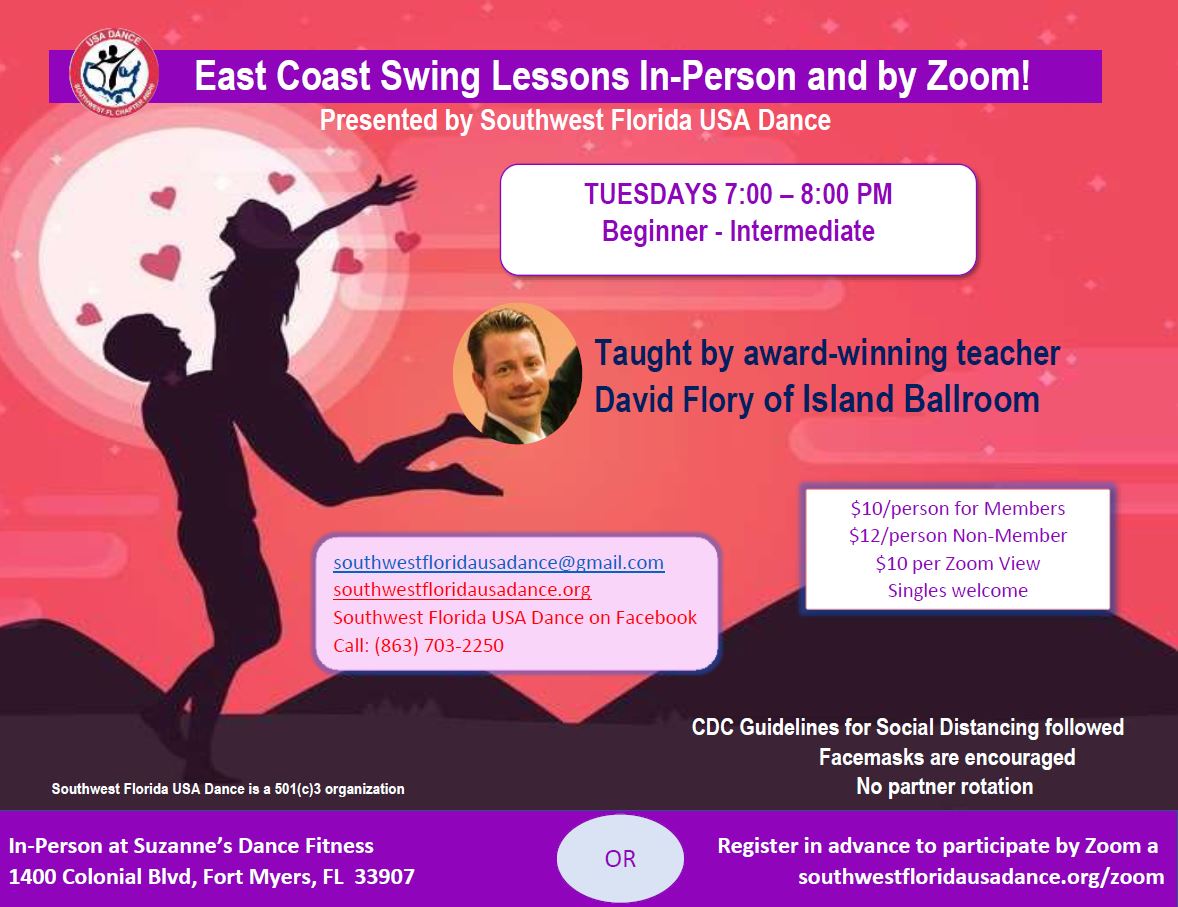 USA DANCE
SOUTHWEST FL CHAPTER
East Coast Swing Lessons In-Person and by Zoom!
Presented by Southwest Florida USA Dance
TUESDAYS 7:00 – 8:00 PM
Beginner - Intermediate
Taught by award-winning teacher
David Flory of Island Ballroom
$10/person for Members
$12/person Non-Member
$10 per Zoom View
Singles welcome
southwestfloridausadance@gmail.com
southwestfloridausadance.org
Southwest Florida USA Dance on Facebook
Call: (863) 703-2250
CDC Guidelines for Social Distancing followed
Facemasks are encouraged
No partner rotation
Southwest Florida USA Dance is a 501(c)3 organization
In-Person at Suzanne’s Dance Fitness
1400 Colonial Blvd, Fort Myers, FL 33907
OR
Register in advance to participate by Zoom a
southwestfloridausadance.org/zoom